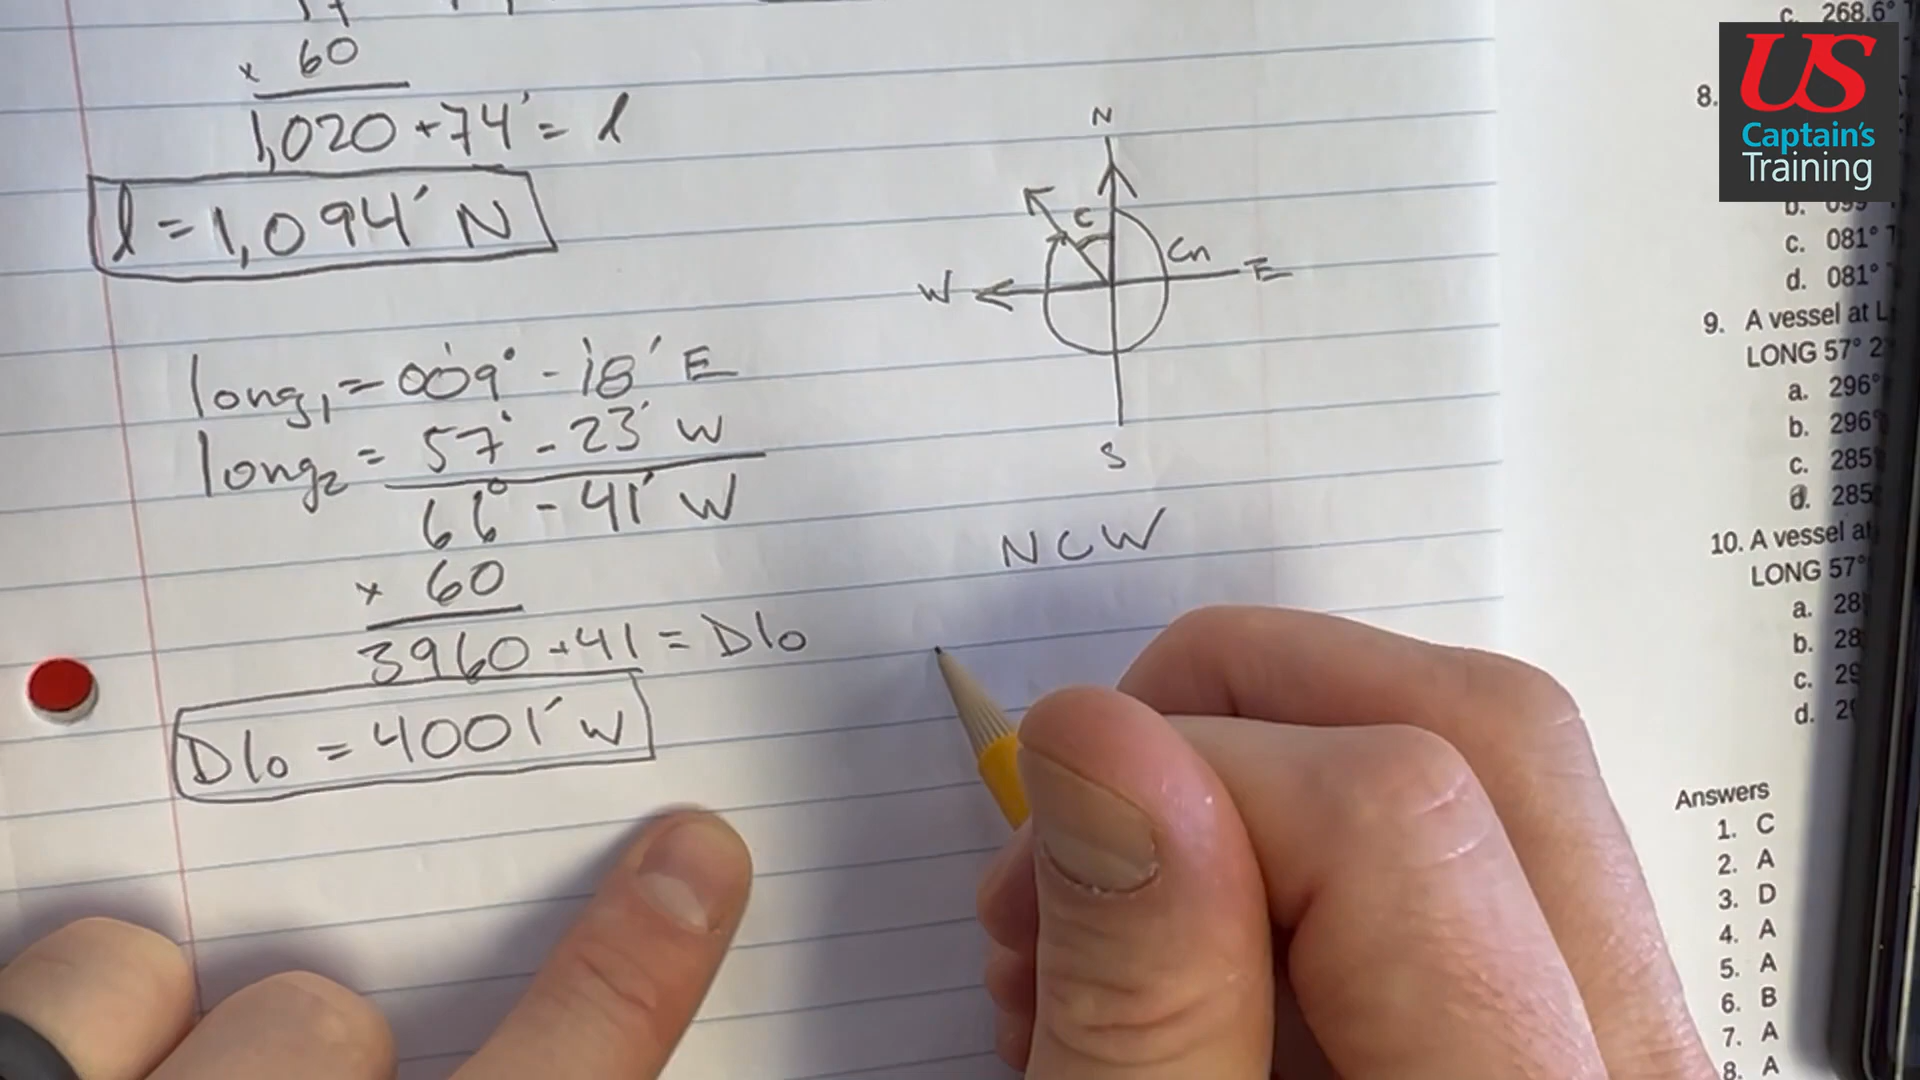 × 60
1,020 + 74' = l
l = 1,094' N
long₁ = 009° - 18' E
long₂ = 57° - 23' W
66° - 41' W
× 60
3960 + 41 = Dlo
Dlo = 4001' W
N
C
Cn
W
E
S
N C W
c. 268.6° T
8.
c. 081° T
d. 081°
9. A vessel at L
LONG 57° 2
a. 296°
b. 296°
c. 285
d. 285
10. A vessel at
LONG 57°
a. 28
b. 28
c. 29
d. 29
Answers
1. C
2. A
3. D
4. A
5. A
6. B
7. A
8. A
US
Captain's
Training